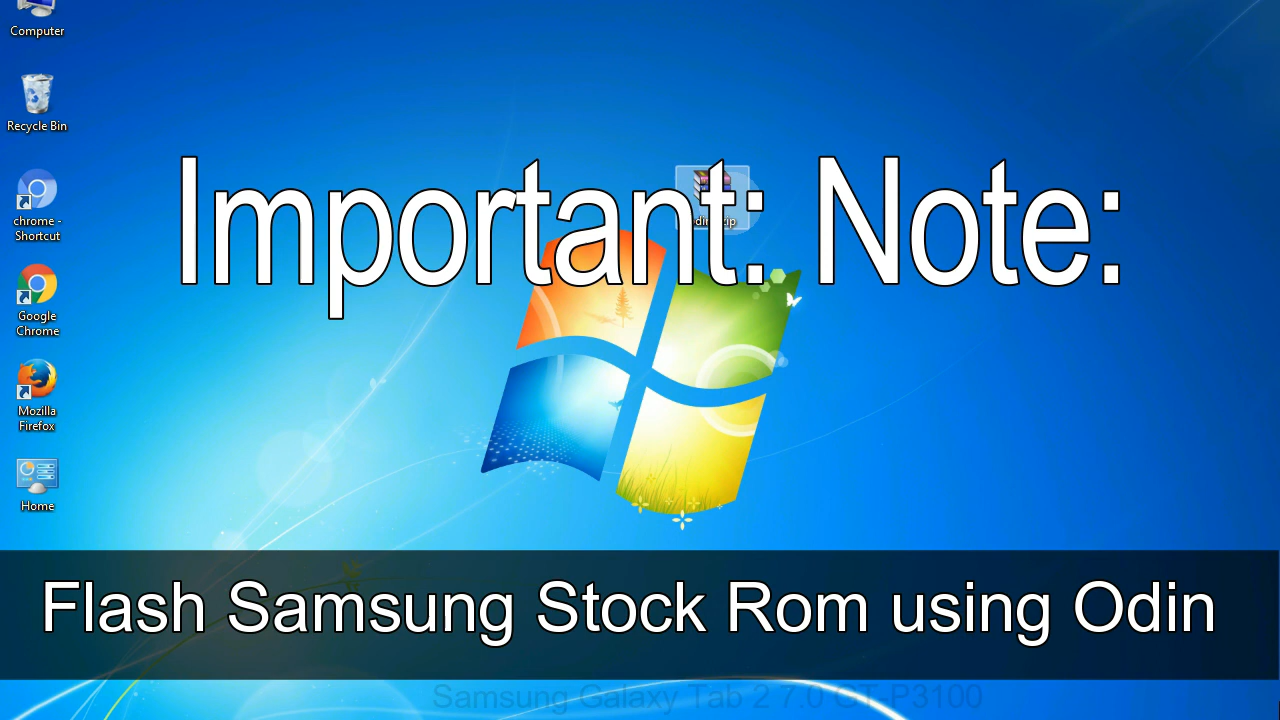 Computer
Recycle Bin
chrome -
Shortcut
Google
Chrome
Mozilla
Firefox
Home
Important: Note:
Flash Samsung Stock Rom using Odin
Samsung Galaxy Tab 2 7.0 GT-P3100